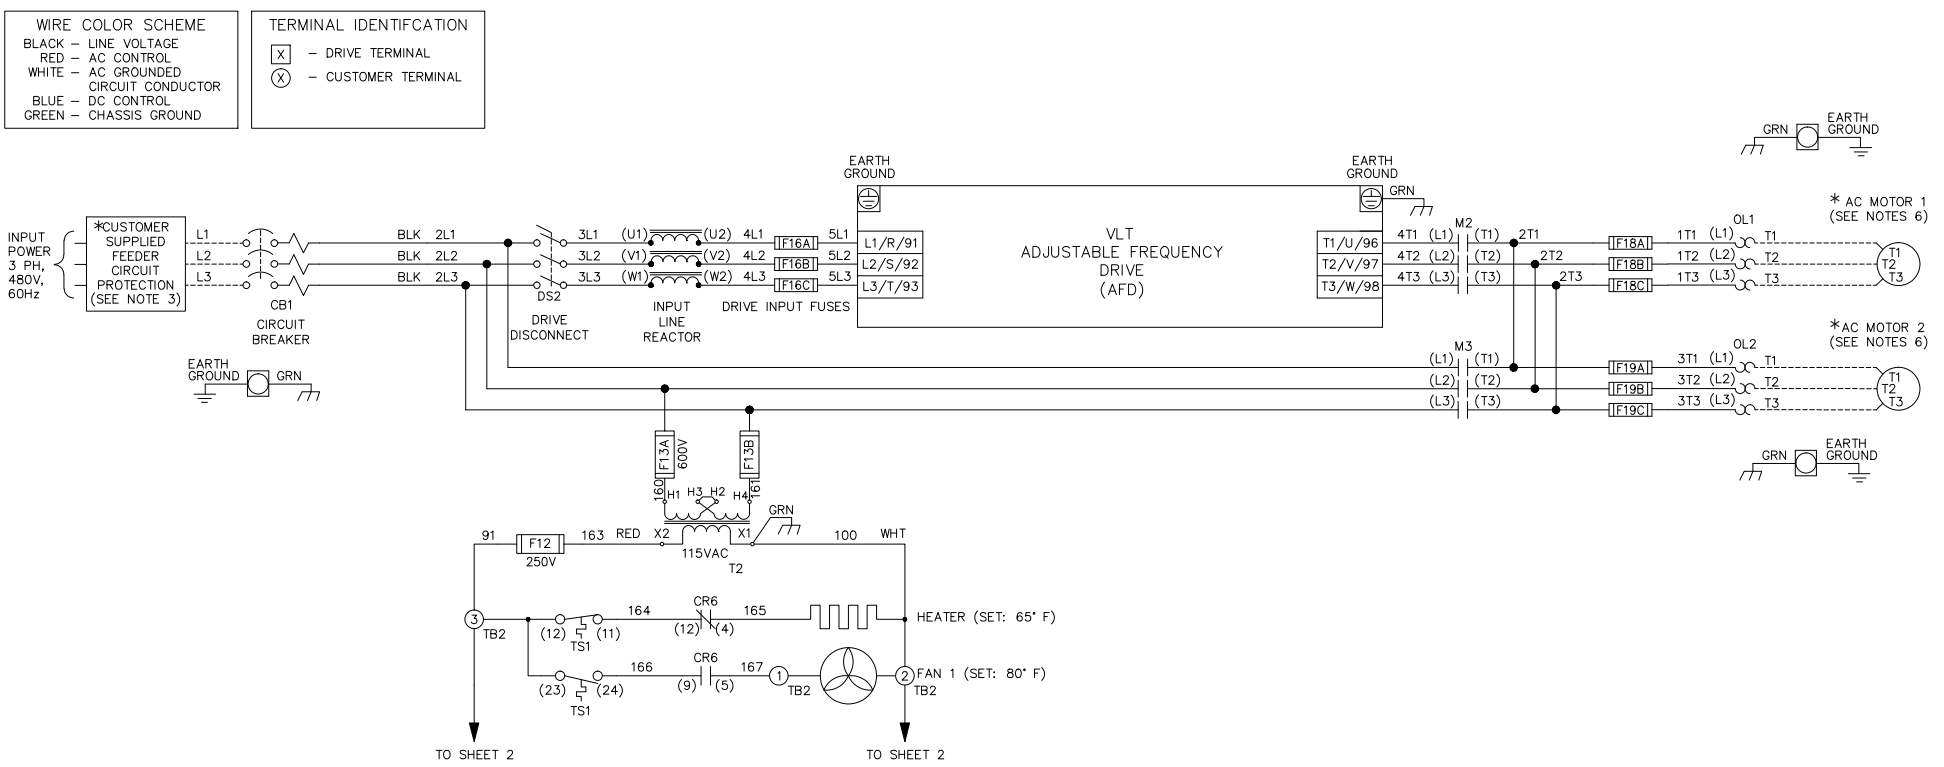 WIRE COLOR SCHEME
BLACK – LINE VOLTAGE
RED – AC CONTROL
WHITE – AC GROUNDED
CIRCUIT CONDUCTOR
BLUE – DC CONTROL
GREEN – CHASSIS GROUND
TERMINAL IDENTIFCATION
X – DRIVE TERMINAL
X – CUSTOMER TERMINAL
INPUT
POWER
3 PH,
480V,
60Hz
*CUSTOMER
SUPPLIED
FEEDER
CIRCUIT
PROTECTION
(SEE NOTE 3)
L1
L2
L3
CB1
CIRCUIT
BREAKER
EARTH
GROUND
GRN
BLK 2L1
BLK 2L2
BLK 2L3
DS2
DRIVE
DISCONNECT
3L1 (U1) (U2) 4L1 F16A 5L1
3L2 (V1) (V2) 4L2 F16B 5L2
3L3 (W1) (W2) 4L3 F16C 5L3
INPUT
LINE
REACTOR
DRIVE INPUT FUSES
EARTH
GROUND
L1/R/91
L2/S/92
L3/T/93
VLT
ADJUSTABLE FREQUENCY
DRIVE
(AFD)
EARTH
GROUND
GRN
T1/U/96
T2/V/97
T3/W/98
M2
4T1 (L1) (T1) 2T1 F18A 1T1 (L1) T1
4T2 (L2) (T2) 2T2 F18B 1T2 (L2) T2
4T3 (L3) (T3) 2T3 F18C 1T3 (L3) T3
OL1
GRN
EARTH
GROUND
* AC MOTOR 1
(SEE NOTES 6)
T1
T2
T3
M3
(L1) (T1) F19A 3T1 (L1) T1
(L2) (T2) F19B 3T2 (L2) T2
(L3) (T3) F19C 3T3 (L3) T3
OL2
*AC MOTOR 2
(SEE NOTES 6)
T1
T2
T3
GRN
EARTH
GROUND
F13A
600V
F13B
160
161
H1 H3 H2 H4
GRN
91 F12 163 RED X2 X1 100 WHT
250V
115VAC
T2
3
TB2
164 CR6 165
(12) (11) (12) (4)
TS1
HEATER (SET: 65° F)
166 CR6 167 1
(23) (24) (9) (5) TB2
TS1
2
TB2
FAN 1 (SET: 80° F)
TO SHEET 2
TO SHEET 2